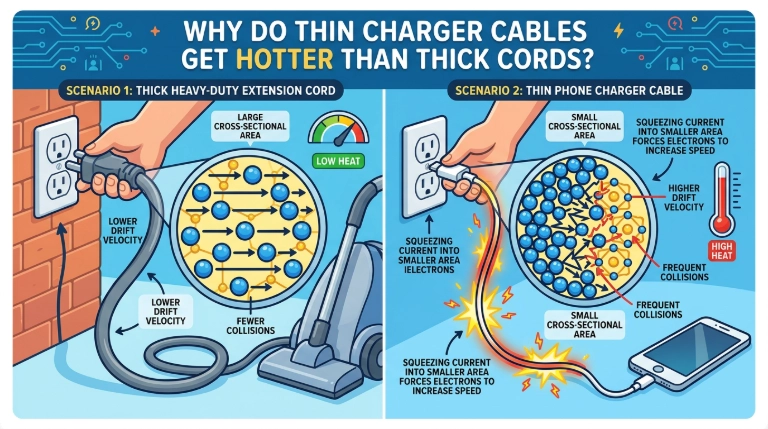 WHY DO THIN CHARGER CABLES
GET HOTTER THAN THICK CORDS?
SCENARIO 1: THICK HEAVY-DUTY EXTENSION CORD
LARGE
CROSS-SECTIONAL
AREA
LOW HEAT
LOWER
DRIFT
VELOCITY
LOWER DRIFT
VELOCITY
FEWER
COLLISIONS
SCENARIO 2: THIN PHONE CHARGER CABLE
SMALL
CROSS-SECTIONAL
AREA
SQUEEZING CURRENT
INTO SMALLER AREA
FORCES ELECTRONS TO
INCREASE SPEED
HIGHER
DRIFT
VELOCITY
HIGH
HEAT
SQUEEZING
CURRENT INTO
SMALLER AREA
IELECTRONS
FREQUENT
COLLISIONS
FREQUENT
COLLISIONS
SMALL
CROSS-SECTIONAL
AREA
SQUEEZING CURRENT
INTO SMALLER AREA
FORCES ELECTRONS TO
INCREASE SPEED